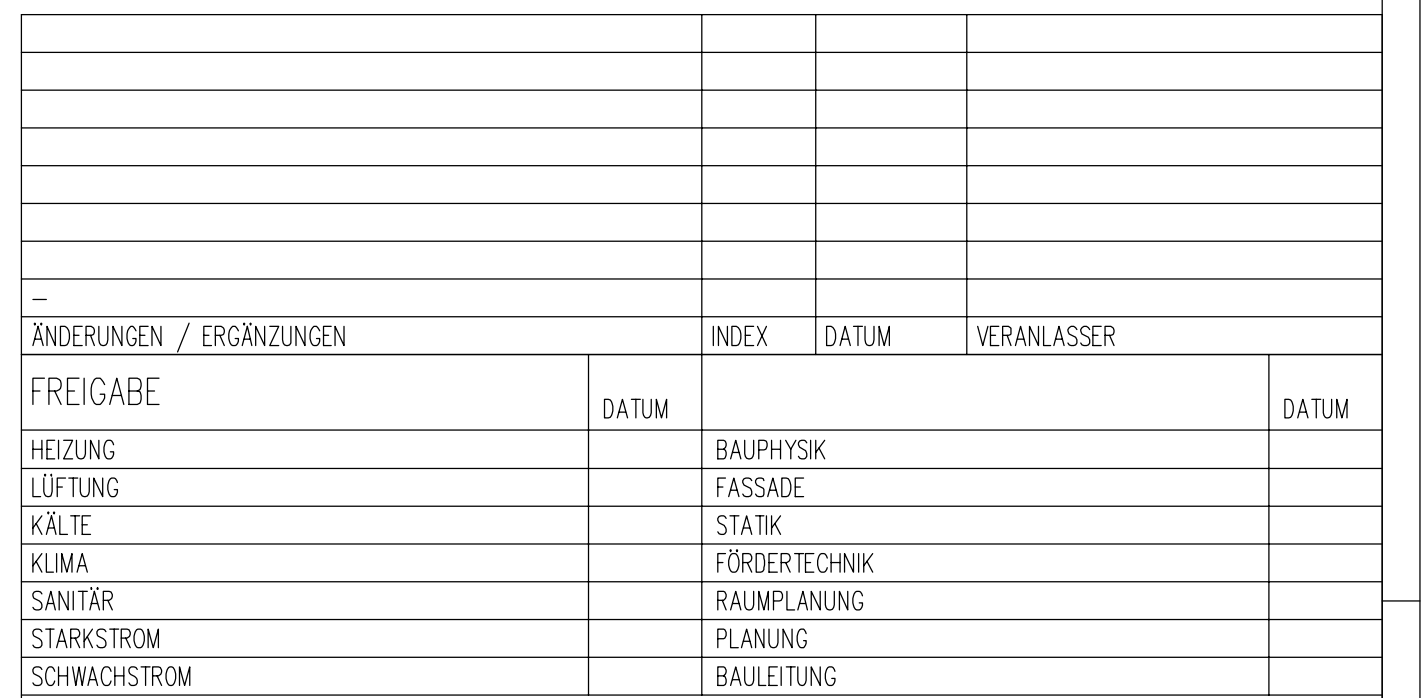 –
ÄNDERUNGEN / ERGÄNZUNGEN INDEX DATUM VERANLASSER
FREIGABE DATUM DATUM
HEIZUNG BAUPHYSIK
LÜFTUNG FASSADE
KÄLTE STATIK
KLIMA FÖRDERTECHNIK
SANITÄR RAUMPLANUNG
STARKSTROM PLANUNG
SCHWACHSTROM BAULEITUNG